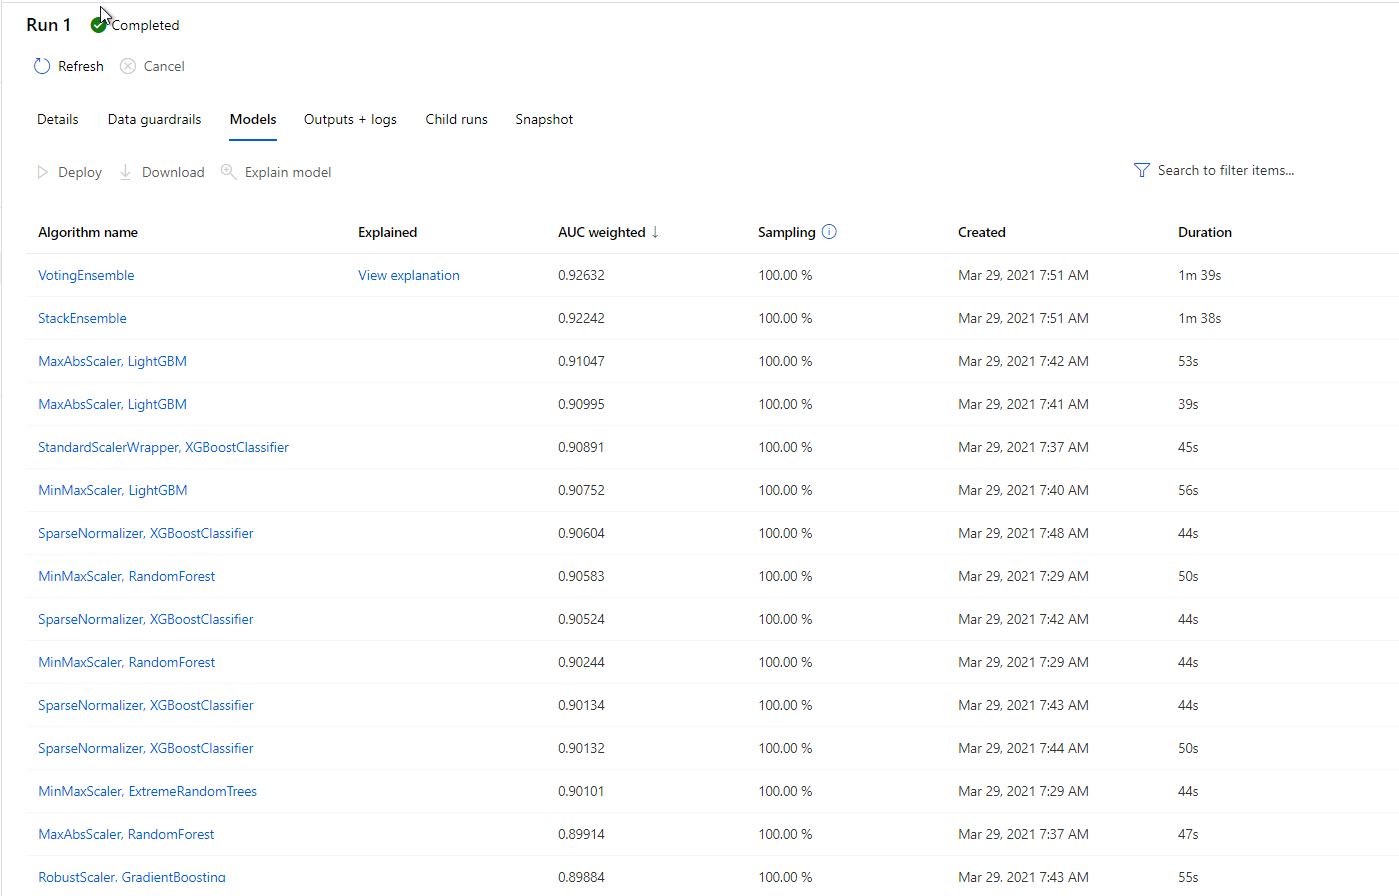 Run 1 Completed
Refresh Cancel
Details Data guardrails Models Outputs + logs Child runs Snapshot
Deploy Download Explain model Search to filter items...
Algorithm name Explained AUC weighted ↓ Sampling Created Duration
VotingEnsemble View explanation 0.92632 100.00 % Mar 29, 2021 7:51 AM 1m 39s
StackEnsemble 0.92242 100.00 % Mar 29, 2021 7:51 AM 1m 38s
MaxAbsScaler, LightGBM 0.91047 100.00 % Mar 29, 2021 7:42 AM 53s
MaxAbsScaler, LightGBM 0.90995 100.00 % Mar 29, 2021 7:41 AM 39s
StandardScalerWrapper, XGBoostClassifier 0.90891 100.00 % Mar 29, 2021 7:37 AM 45s
MinMaxScaler, LightGBM 0.90752 100.00 % Mar 29, 2021 7:40 AM 56s
SparseNormalizer, XGBoostClassifier 0.90604 100.00 % Mar 29, 2021 7:48 AM 44s
MinMaxScaler, RandomForest 0.90583 100.00 % Mar 29, 2021 7:29 AM 50s
SparseNormalizer, XGBoostClassifier 0.90524 100.00 % Mar 29, 2021 7:42 AM 44s
MinMaxScaler, RandomForest 0.90244 100.00 % Mar 29, 2021 7:29 AM 44s
SparseNormalizer, XGBoostClassifier 0.90134 100.00 % Mar 29, 2021 7:43 AM 44s
SparseNormalizer, XGBoostClassifier 0.90132 100.00 % Mar 29, 2021 7:44 AM 50s
MinMaxScaler, ExtremeRandomTrees 0.90101 100.00 % Mar 29, 2021 7:29 AM 44s
MaxAbsScaler, RandomForest 0.89914 100.00 % Mar 29, 2021 7:37 AM 47s
RobustScaler, GradientBoosting 0.89884 100.00 % Mar 29, 2021 7:43 AM 55s